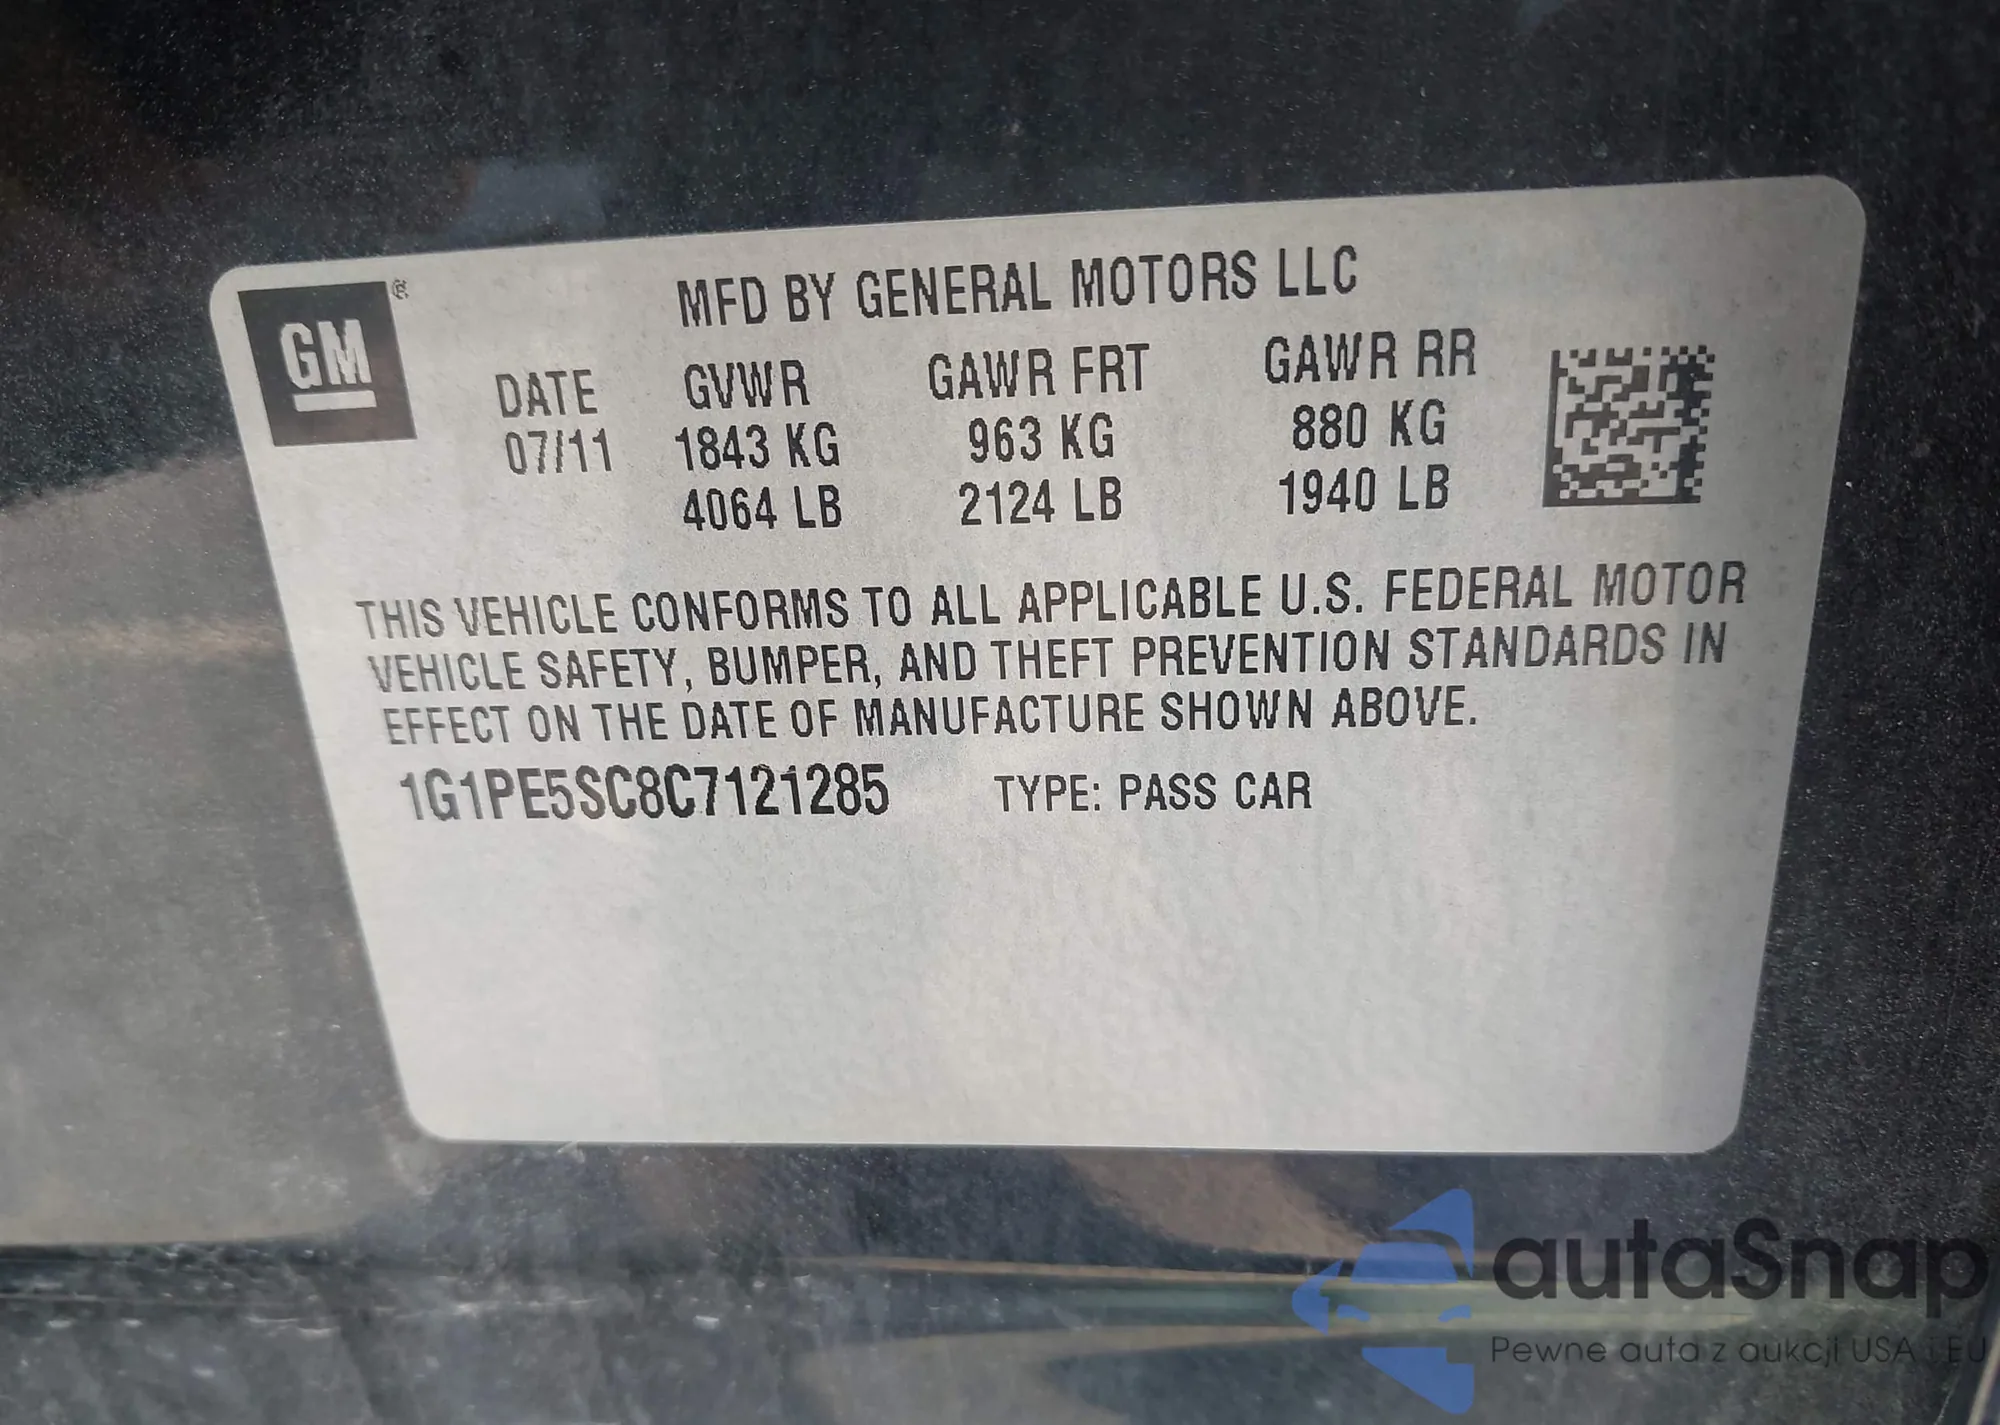 GM
MFD BY GENERAL MOTORS LLC
DATE GVWR GAWR FRT GAWR RR
07/11 1843 KG 963 KG 880 KG
4064 LB 2124 LB 1940 LB
THIS VEHICLE CONFORMS TO ALL APPLICABLE U.S. FEDERAL MOTOR
VEHICLE SAFETY, BUMPER, AND THEFT PREVENTION STANDARDS IN
EFFECT ON THE DATE OF MANUFACTURE SHOWN ABOVE.
1G1PE5SC8C7121285 TYPE: PASS CAR
autaSnap
Pewne auta z aukcji USA i EU